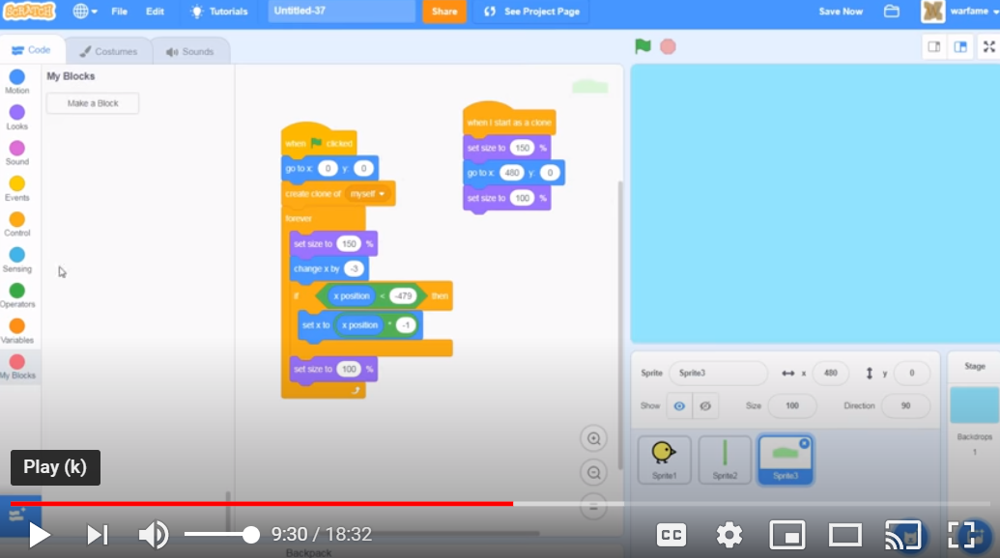 SCRATCH
File
Edit
Tutorials
Untitled-37
Share
See Project Page
Save Now
warfame
Code
Costumes
Sounds
Motion
Looks
Sound
Events
Control
Sensing
Operators
Variables
My Blocks
My Blocks
Make a Block
when clicked
go to x: 0 y: 0
create clone of myself
forever
set size to 150 %
change x by -3
if x position < -479 then
set x to x position * -1
set size to 100 %
when I start as a clone
set size to 150 %
go to x: 480 y: 0
set size to 100 %
Sprite
Sprite3
x 480
y 0
Show
Size 100
Direction 90
Sprite1
Sprite2
Sprite3
Stage
Backdrops
1
Play (k)
9:30 / 18:32
CC
Backpack